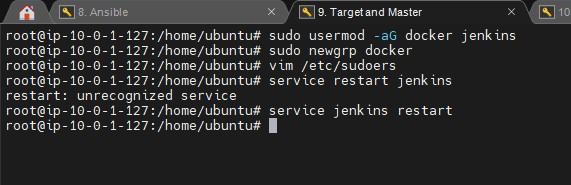 8. Ansible
9. Target and Master
10
root@ip-10-0-1-127:/home/ubuntu# sudo usermod -aG docker jenkins
root@ip-10-0-1-127:/home/ubuntu# sudo newgrp docker
root@ip-10-0-1-127:/home/ubuntu# vim /etc/sudoers
root@ip-10-0-1-127:/home/ubuntu# service restart jenkins
restart: unrecognized service
root@ip-10-0-1-127:/home/ubuntu# service jenkins restart
root@ip-10-0-1-127:/home/ubuntu#